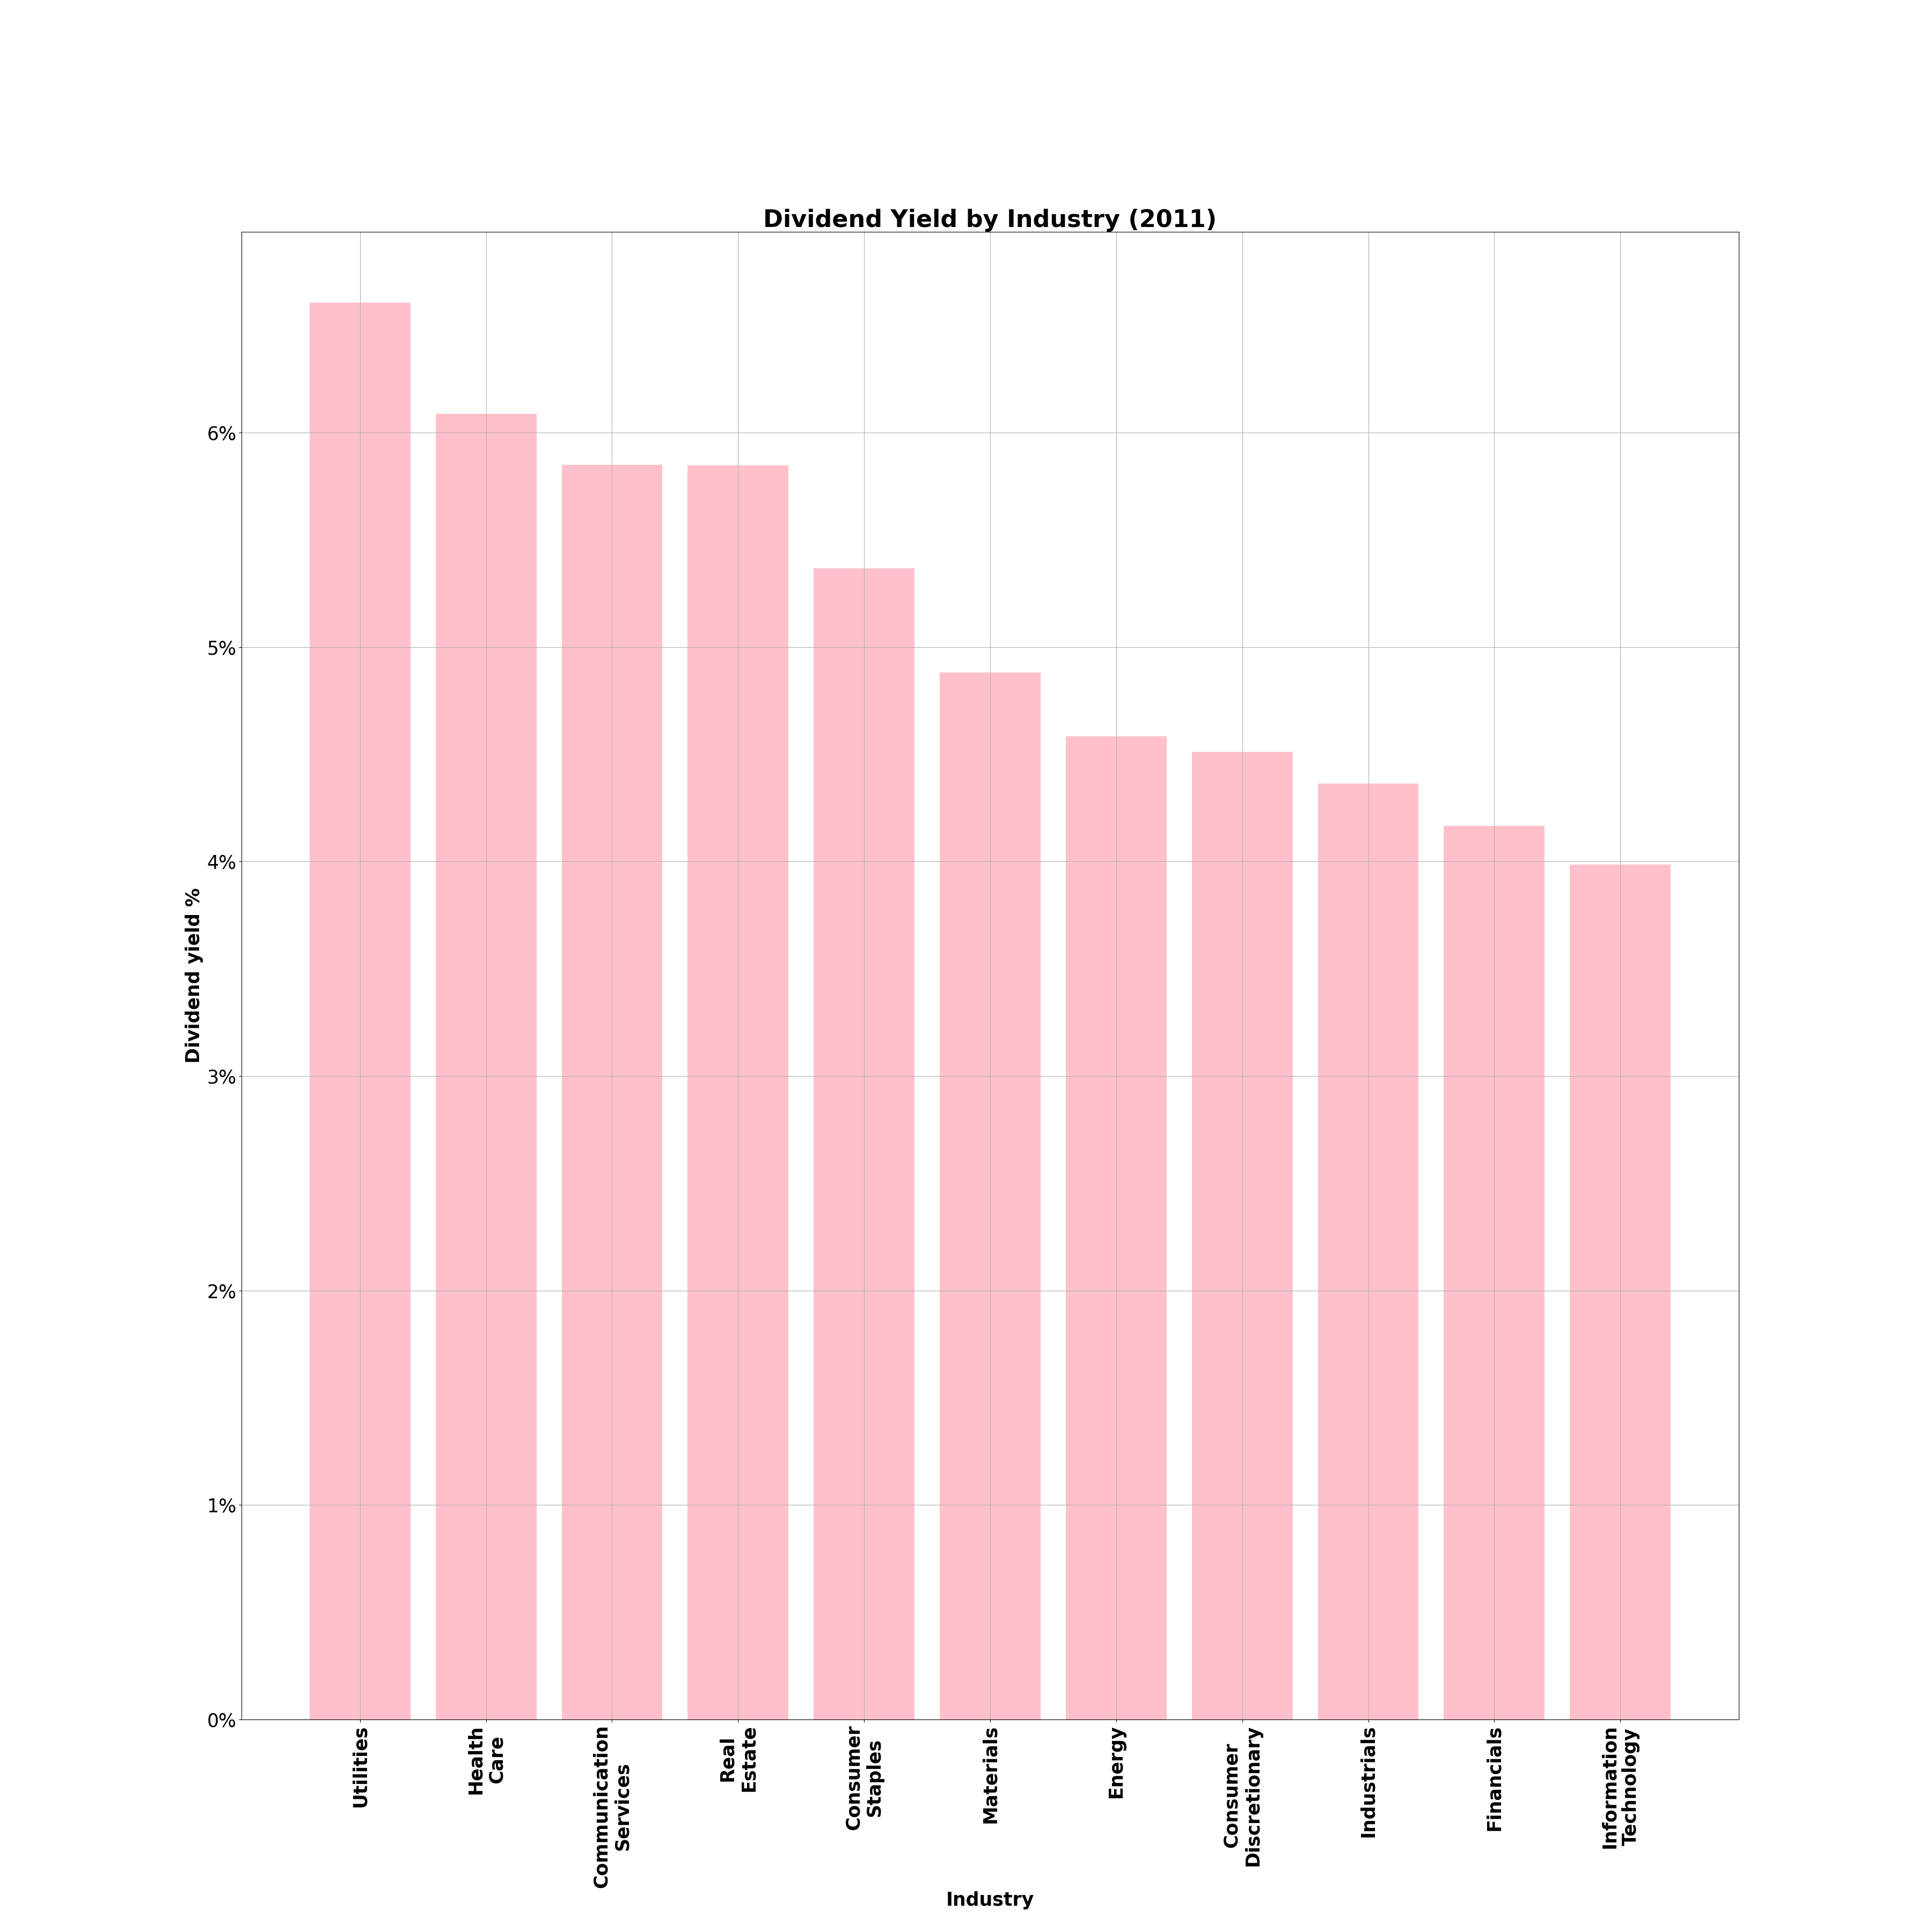 Dividend Yield by Industry (2011)
Dividend yield %
6%
5%
4%
3%
2%
1%
0%
Utilities
Health
Care
Communication
Services
Real
Estate
Consumer
Staples
Materials
Energy
Consumer
Discretionary
Industrials
Financials
Information
Technology
Industry